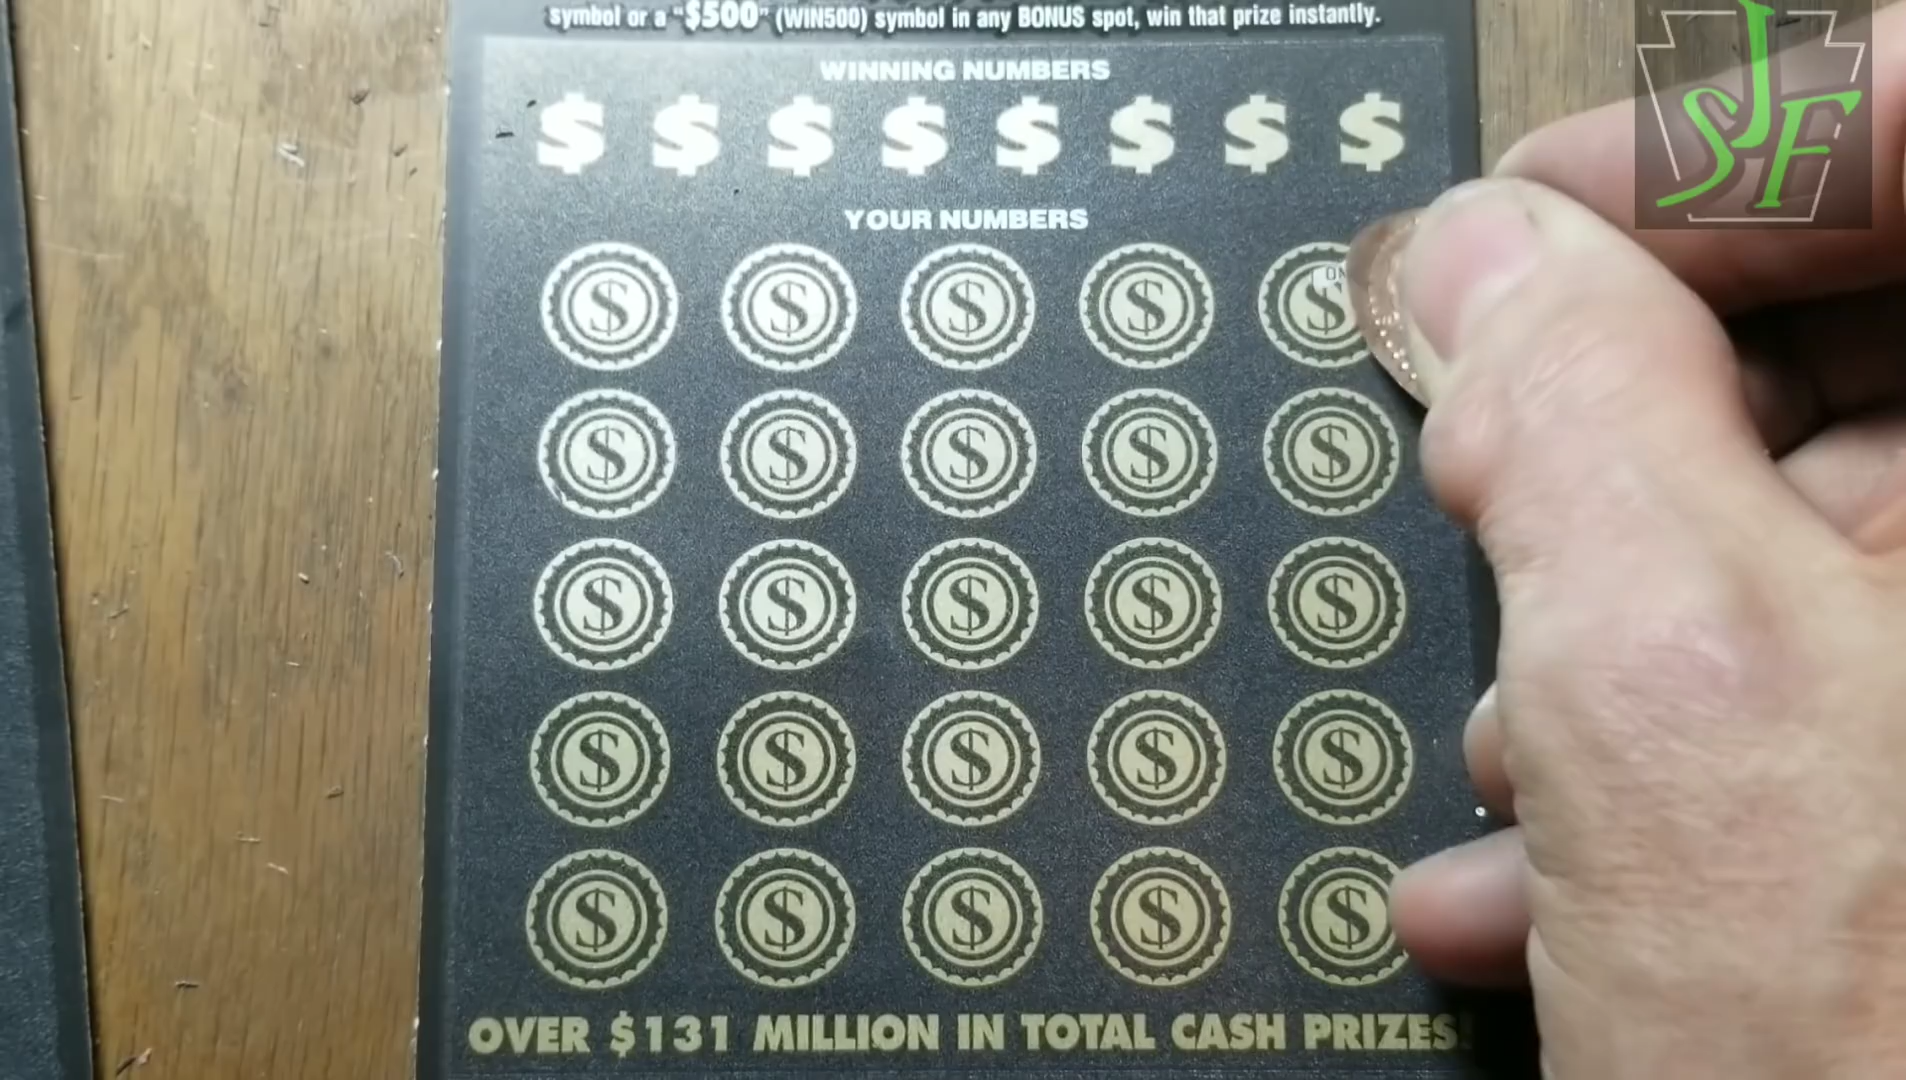 symbol or a "$500" (WIN500) symbol in any BONUS spot, win that prize instantly.
WINNING NUMBERS
$ $ $ $ $ $ $ $
YOUR NUMBERS
$ $ $ $ $
$ $ $ $ $
$ $ $ $ $
$ $ $ $ $
$ $ $ $ $
OVER $131 MILLION IN TOTAL CASH PRIZES!
SJF